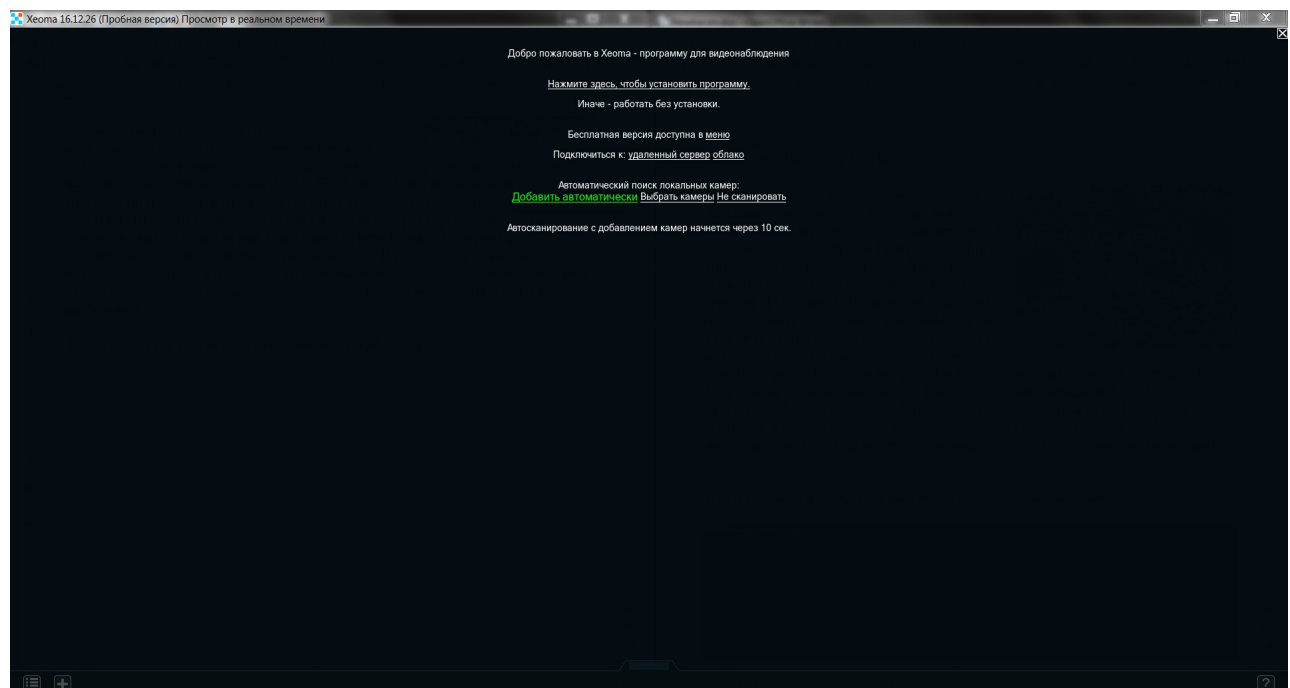 Xeoma 16.12.26 (Пробная версия) Просмотр в реальном времени
Добро пожаловать в Xeoma - программу для видеонаблюдения
Нажмите здесь, чтобы установить программу.
Иначе - работать без установки.
Бесплатная версия доступна в меню
Подключиться к: удаленный сервер облако
Автоматический поиск локальных камер:
Добавить автоматически Выбрать камеры Не сканировать
Автосканирование с добавлением камер начнется через 10 сек.